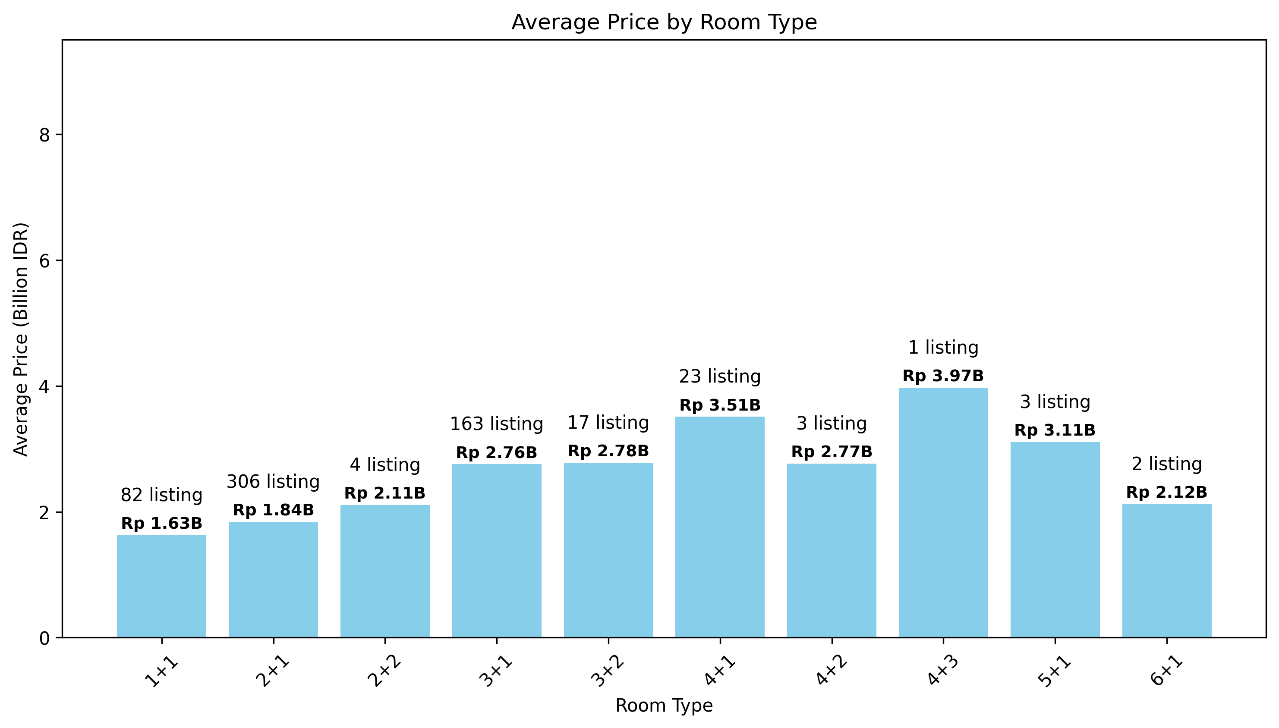 Average Price by Room Type
Average Price (Billion IDR)
8
6
4
2
0
82 listing
Rp 1.63B
306 listing
Rp 1.84B
4 listing
Rp 2.11B
163 listing
Rp 2.76B
17 listing
Rp 2.78B
23 listing
Rp 3.51B
3 listing
Rp 2.77B
1 listing
Rp 3.97B
3 listing
Rp 3.11B
2 listing
Rp 2.12B
1+1
2+1
2+2
3+1
3+2
4+1
4+2
4+3
5+1
6+1
Room Type